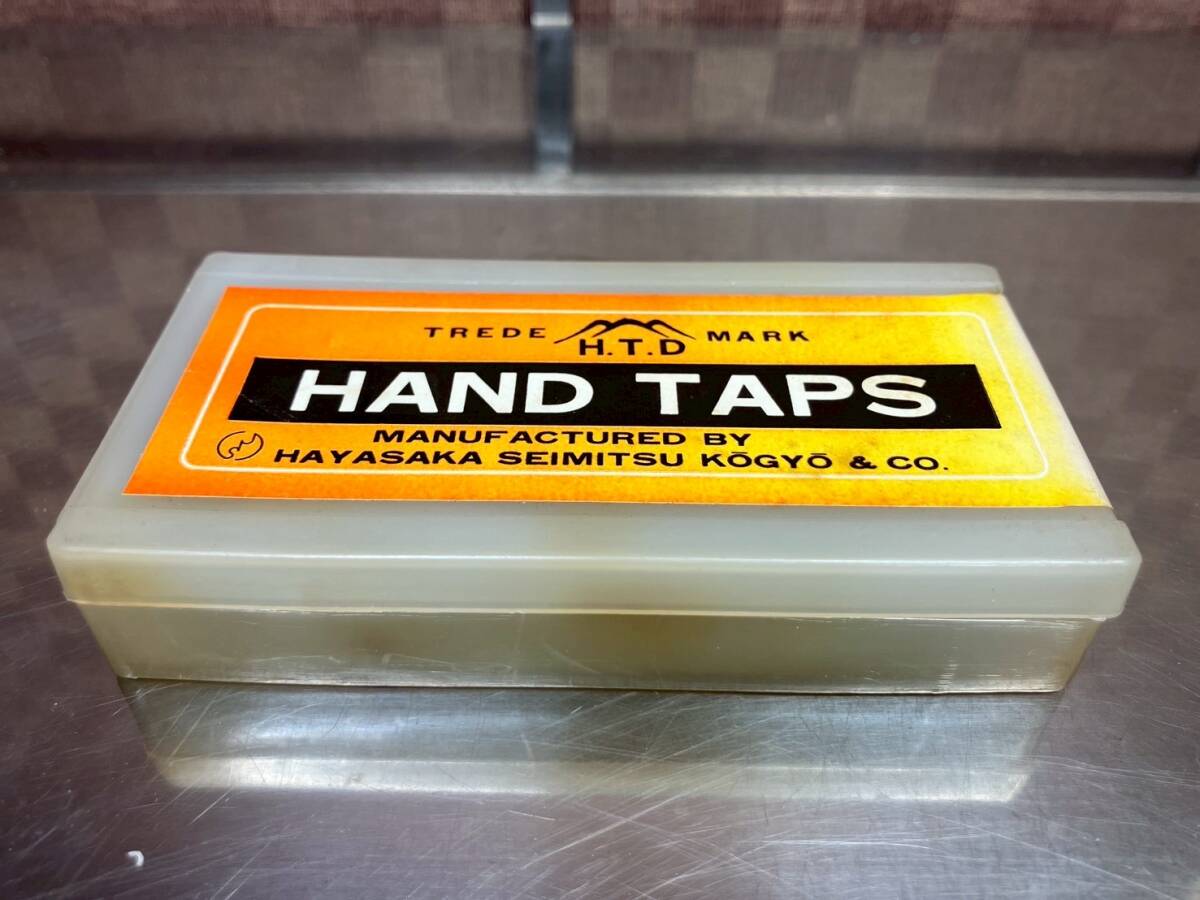 TREDE H.T.D MARK
HAND TAPS
MANUFACTURED BY
HAYASAKA SEIMITSU KŌGYŌ & CO.